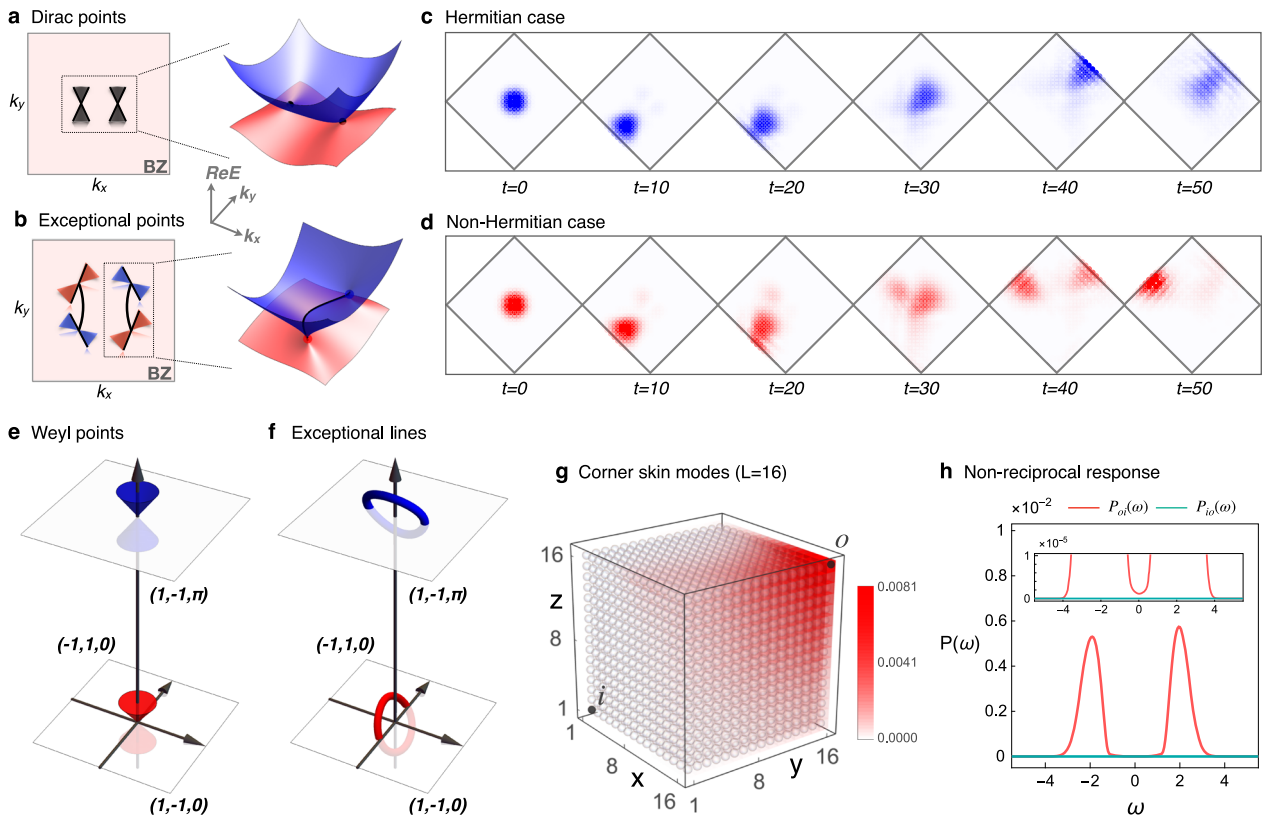 a Dirac points
k_y
BZ
k_x
ReE
k_y
k_x
b Exceptional points
k_y
BZ
k_x
c Hermitian case
t=0 t=10 t=20 t=30 t=40 t=50
d Non-Hermitian case
t=0 t=10 t=20 t=30 t=40 t=50
e Weyl points
(1,-1,π)
(-1,1,0)
(1,-1,0)
f Exceptional lines
(1,-1,π)
(-1,1,0)
(1,-1,0)
g Corner skin modes (L=16)
o
16
z
8
1
i
1
8
x
16
1
8
y
16
0.0081
0.0041
0.0000
h Non-reciprocal response
×10⁻² P_oi(ω) P_io(ω)
1
×10⁻⁵
1
0
-4 -2 0 2 4
0.8
0.6
P(ω)
0.4
0.2
0
-4 -2 0 2 4
ω